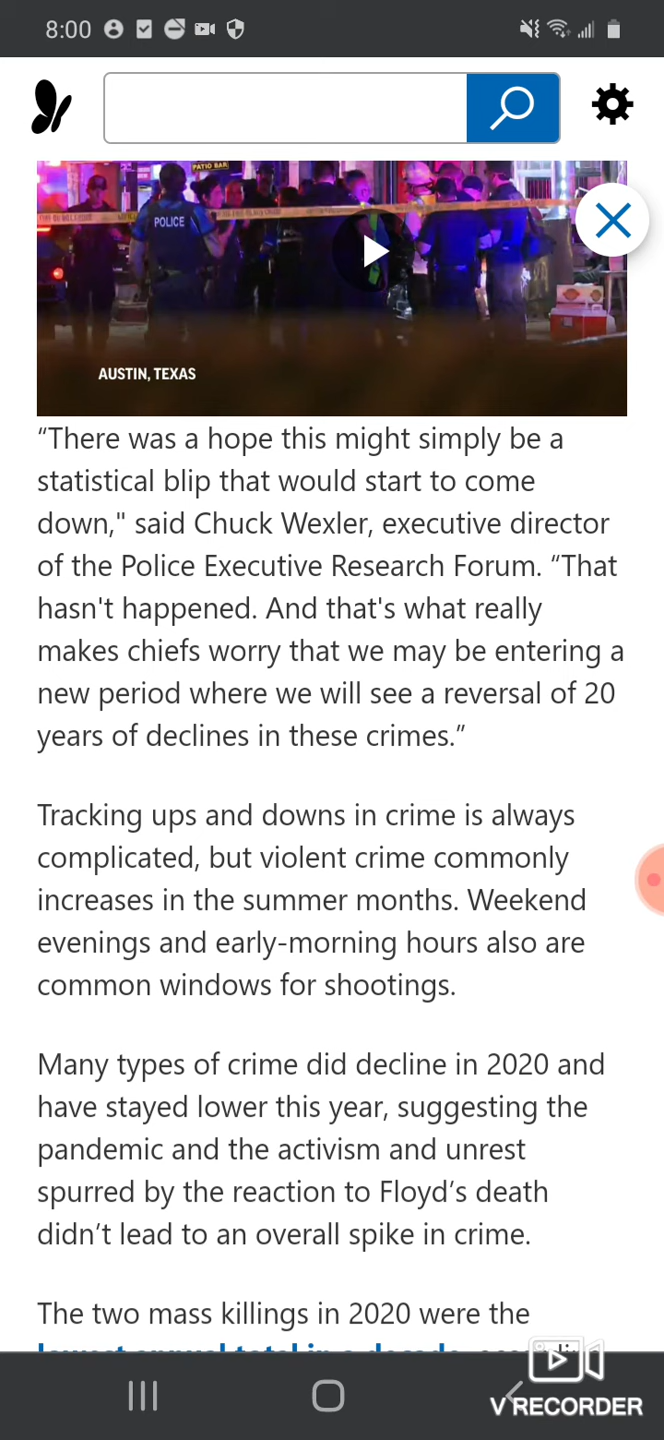 8:00
PATIO BAR
POLICE
AUSTIN, TEXAS
“There was a hope this might simply be a
statistical blip that would start to come
down," said Chuck Wexler, executive director
of the Police Executive Research Forum. “That
hasn't happened. And that's what really
makes chiefs worry that we may be entering a
new period where we will see a reversal of 20
years of declines in these crimes.”
Tracking ups and downs in crime is always
complicated, but violent crime commonly
increases in the summer months. Weekend
evenings and early-morning hours also are
common windows for shootings.
Many types of crime did decline in 2020 and
have stayed lower this year, suggesting the
pandemic and the activism and unrest
spurred by the reaction to Floyd’s death
didn’t lead to an overall spike in crime.
The two mass killings in 2020 were the
lowest annual total in a decade
V RECORDER